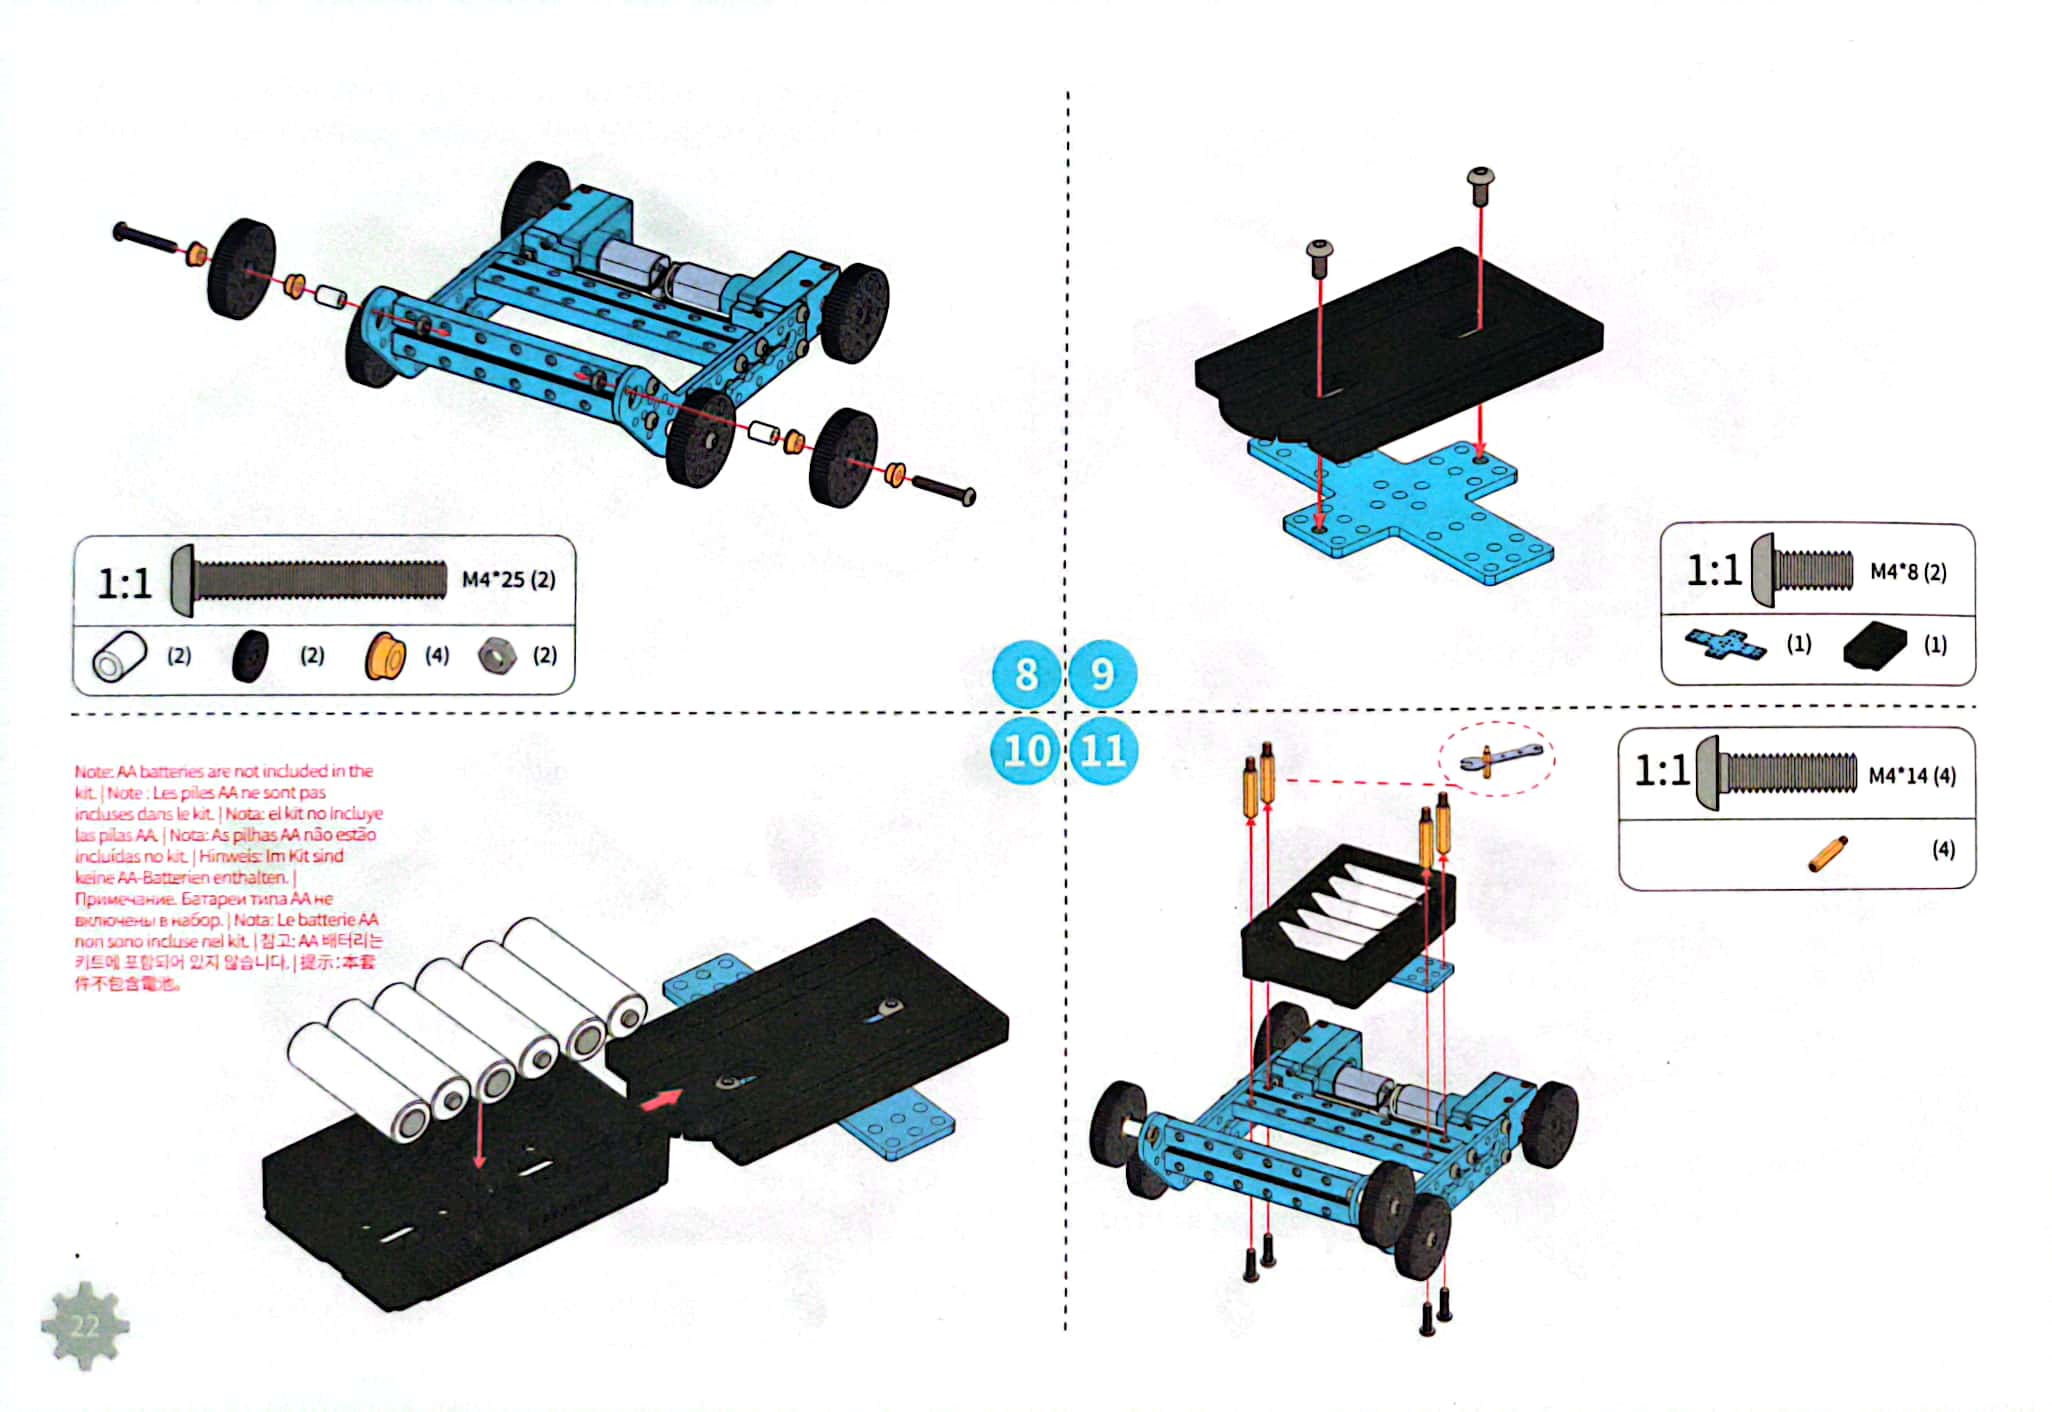 1:1 M4*25 (2)
(2) (2) (4) (2)
1:1 M4*8 (2)
(1) (1)
8 9
10 11
Note: AA batteries are not included in the
kit. | Note : Les piles AA ne sont pas
incluses dans le kit. | Nota: el kit no incluye
las pilas AA. | Nota: As pilhas AA não estão
incluídas no kit. | Hinweis: Im Kit sind
keine AA-Batterien enthalten. |
Примечание. Батареи типа AA не
включены в набор. | Nota: Le batterie AA
non sono incluse nel kit. | 참고: AA 배터리는
키트에 포함되어 있지 않습니다. | 提示：本套
件不包含電池。
1:1 M4*14 (4)
(4)
22